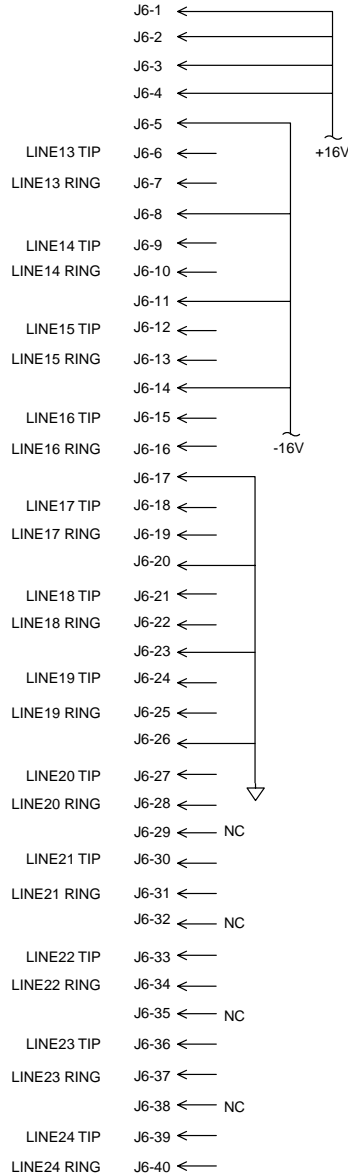 J6-1
J6-2
J6-3
J6-4
J6-5
LINE13 TIP J6-6 +16V
LINE13 RING J6-7
J6-8
LINE14 TIP J6-9
LINE14 RING J6-10
J6-11
LINE15 TIP J6-12
LINE15 RING J6-13
J6-14
LINE16 TIP J6-15
LINE16 RING J6-16 -16V
J6-17
LINE17 TIP J6-18
LINE17 RING J6-19
J6-20
LINE18 TIP J6-21
LINE18 RING J6-22
J6-23
LINE19 TIP J6-24
LINE19 RING J6-25
J6-26
LINE20 TIP J6-27
LINE20 RING J6-28
J6-29 NC
LINE21 TIP J6-30
LINE21 RING J6-31
J6-32 NC
LINE22 TIP J6-33
LINE22 RING J6-34
J6-35 NC
LINE23 TIP J6-36
LINE23 RING J6-37
J6-38 NC
LINE24 TIP J6-39
LINE24 RING J6-40